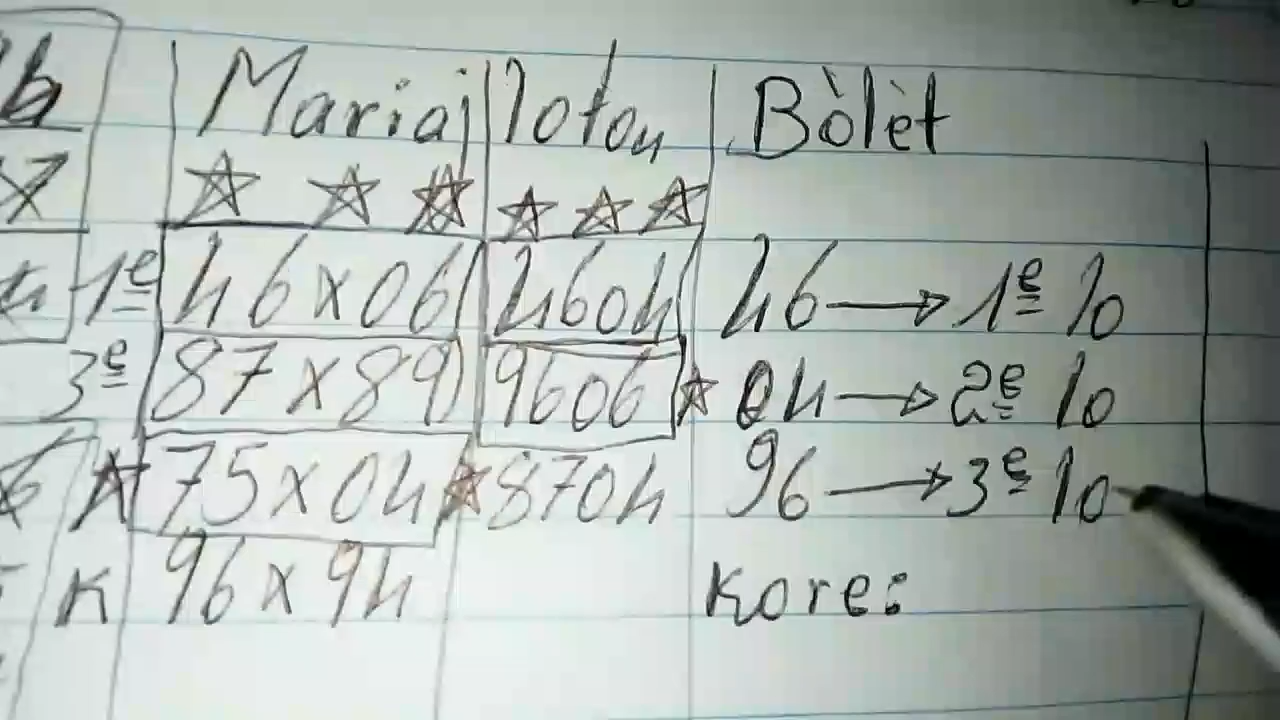 Mariaj loto4 Bòlèt
1e 46x06 4604 46 → 1e lo
3e 87x89 9606 04 → 2e lo
75x04 8704 96 → 3e lo
K 96x94 Kore: